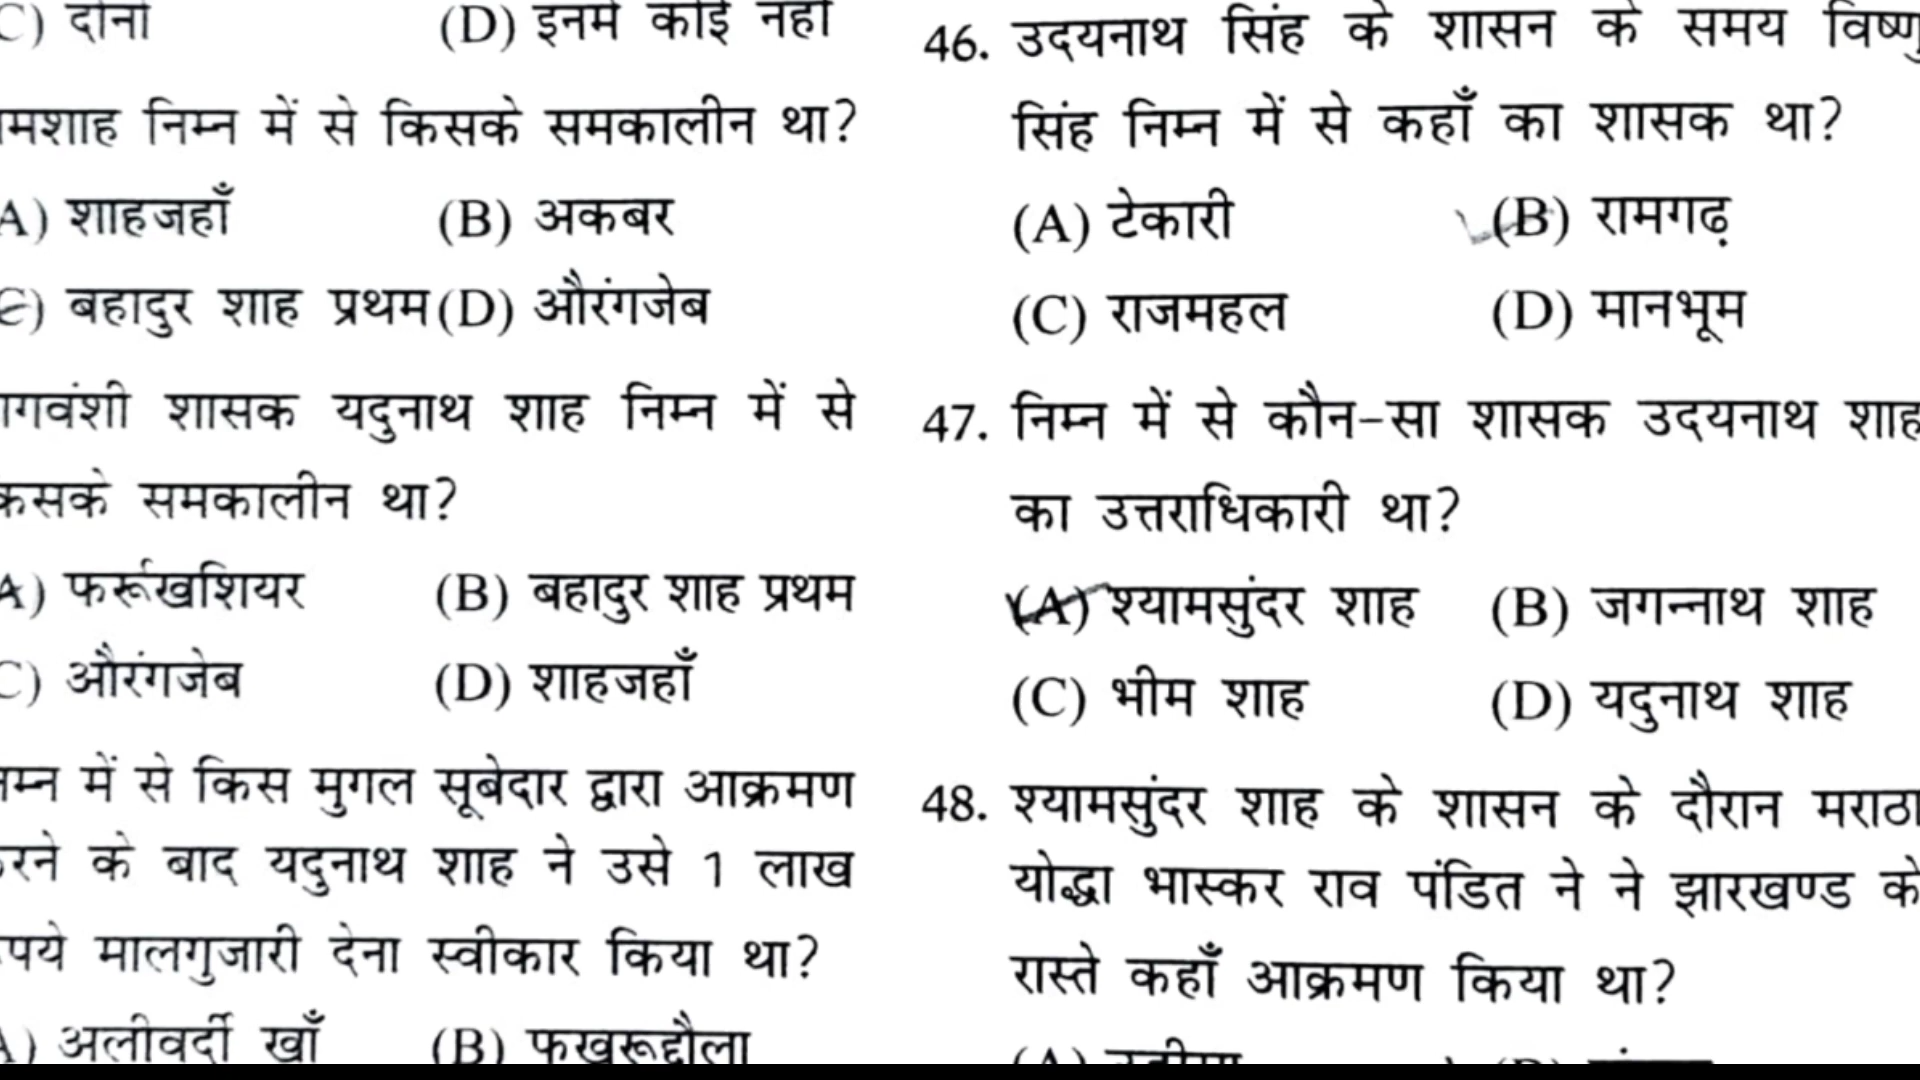 (C) दोनों
(D) इनमें कोई नहीं
निम्न में से किसके समकालीन था?
(A) शाहजहाँ
(B) अकबर
(C) बहादुर शाह प्रथम
(D) औरंगजेब
शासक यदुनाथ शाह निम्न में से
समकालीन था?
(A) फर्रूखशियर
(B) बहादुर शाह प्रथम
(C) औरंगजेब
(D) शाहजहाँ
में से किस मुगल सूबेदार द्वारा आक्रमण
के बाद यदुनाथ शाह ने उसे 1 लाख
मालगुजारी देना स्वीकार किया था?
(A) अलीवर्दी खाँ
(B) फखरूद्दौला
46. उदयनाथ सिंह के शासन के समय विष्णु
सिंह निम्न में से कहाँ का शासक था?
(A) टेकारी
(B) रामगढ़
(C) राजमहल
(D) मानभूम
47. निम्न में से कौन-सा शासक उदयनाथ शाह
का उत्तराधिकारी था?
(A) श्यामसुंदर शाह
(B) जगन्नाथ शाह
(C) भीम शाह
(D) यदुनाथ शाह
48. श्यामसुंदर शाह के शासन के दौरान मराठा
योद्धा भास्कर राव पंडित ने ने झारखण्ड के
रास्ते कहाँ आक्रमण किया था?